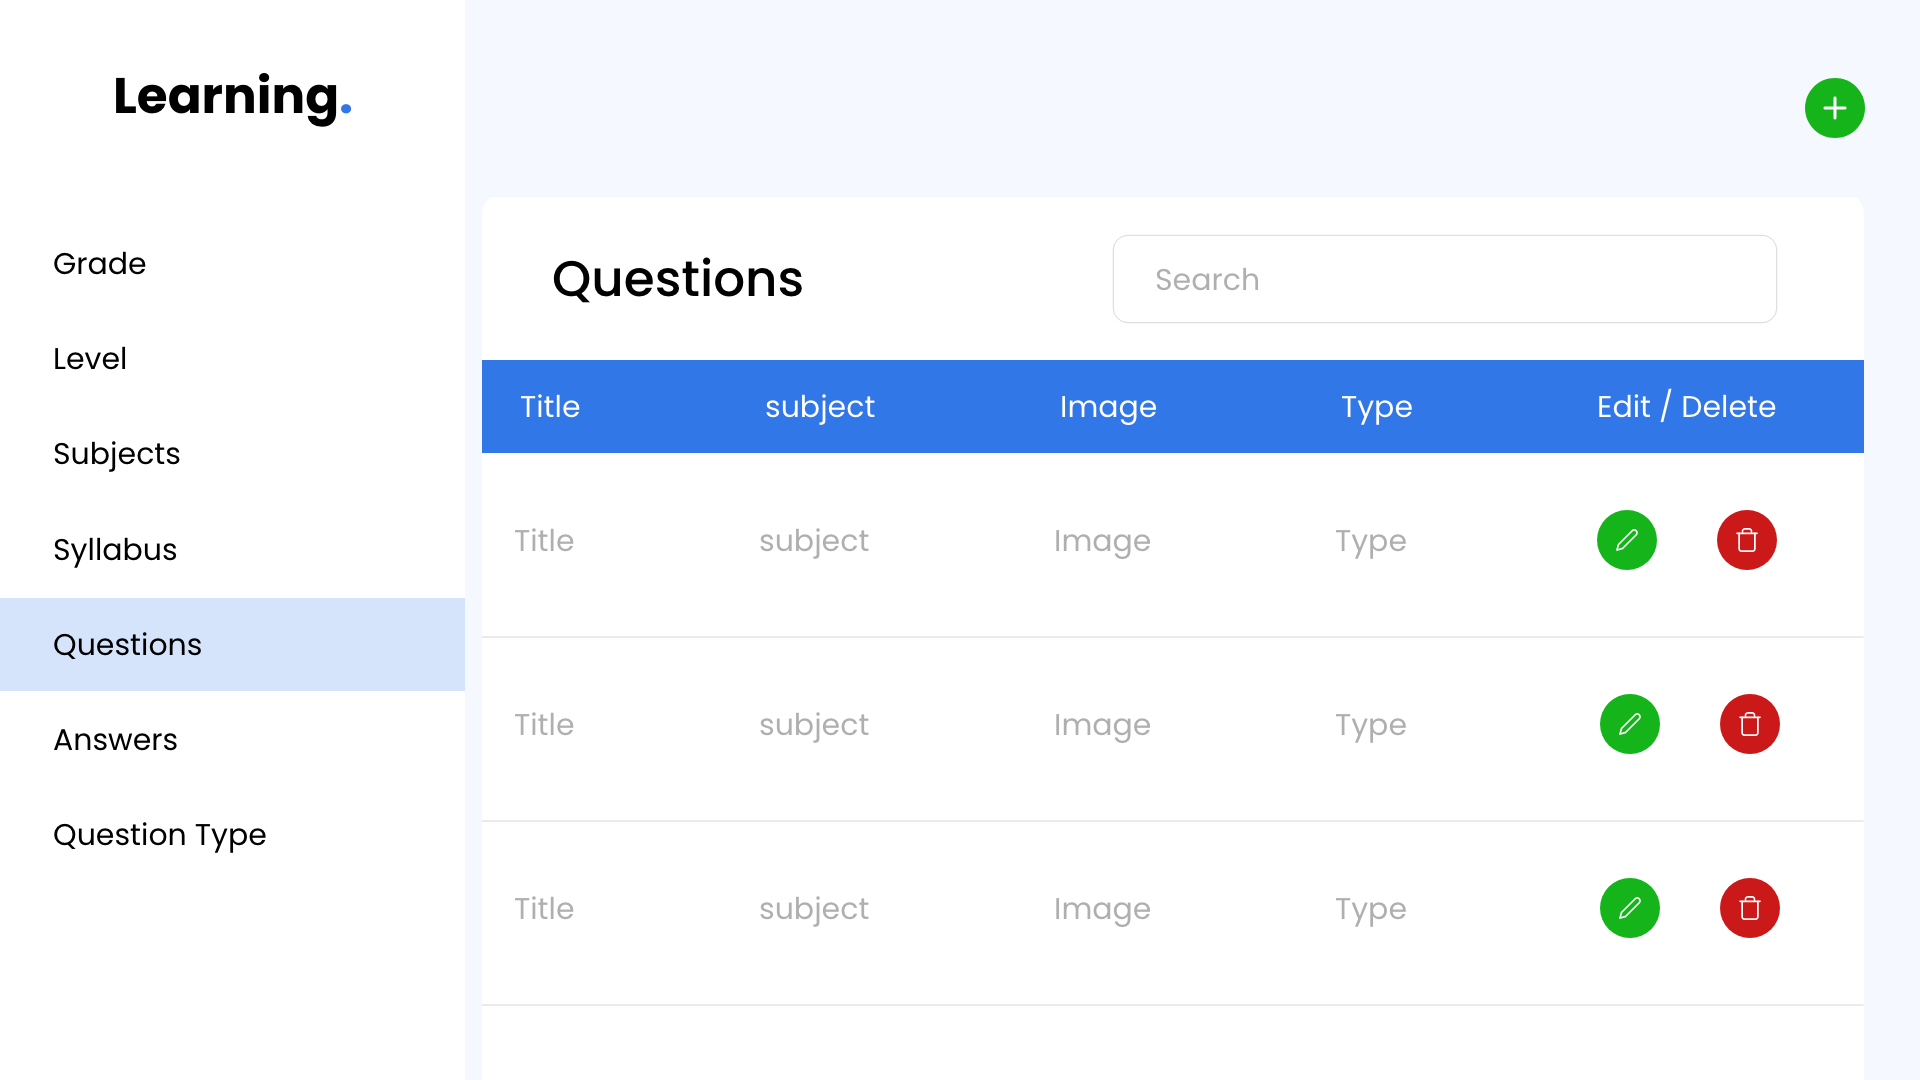 Learning.
Grade
Level
Subjects
Syllabus
Questions
Answers
Question Type
Questions
Search
Title subject Image Type Edit / Delete
Title subject Image Type
Title subject Image Type
Title subject Image Type